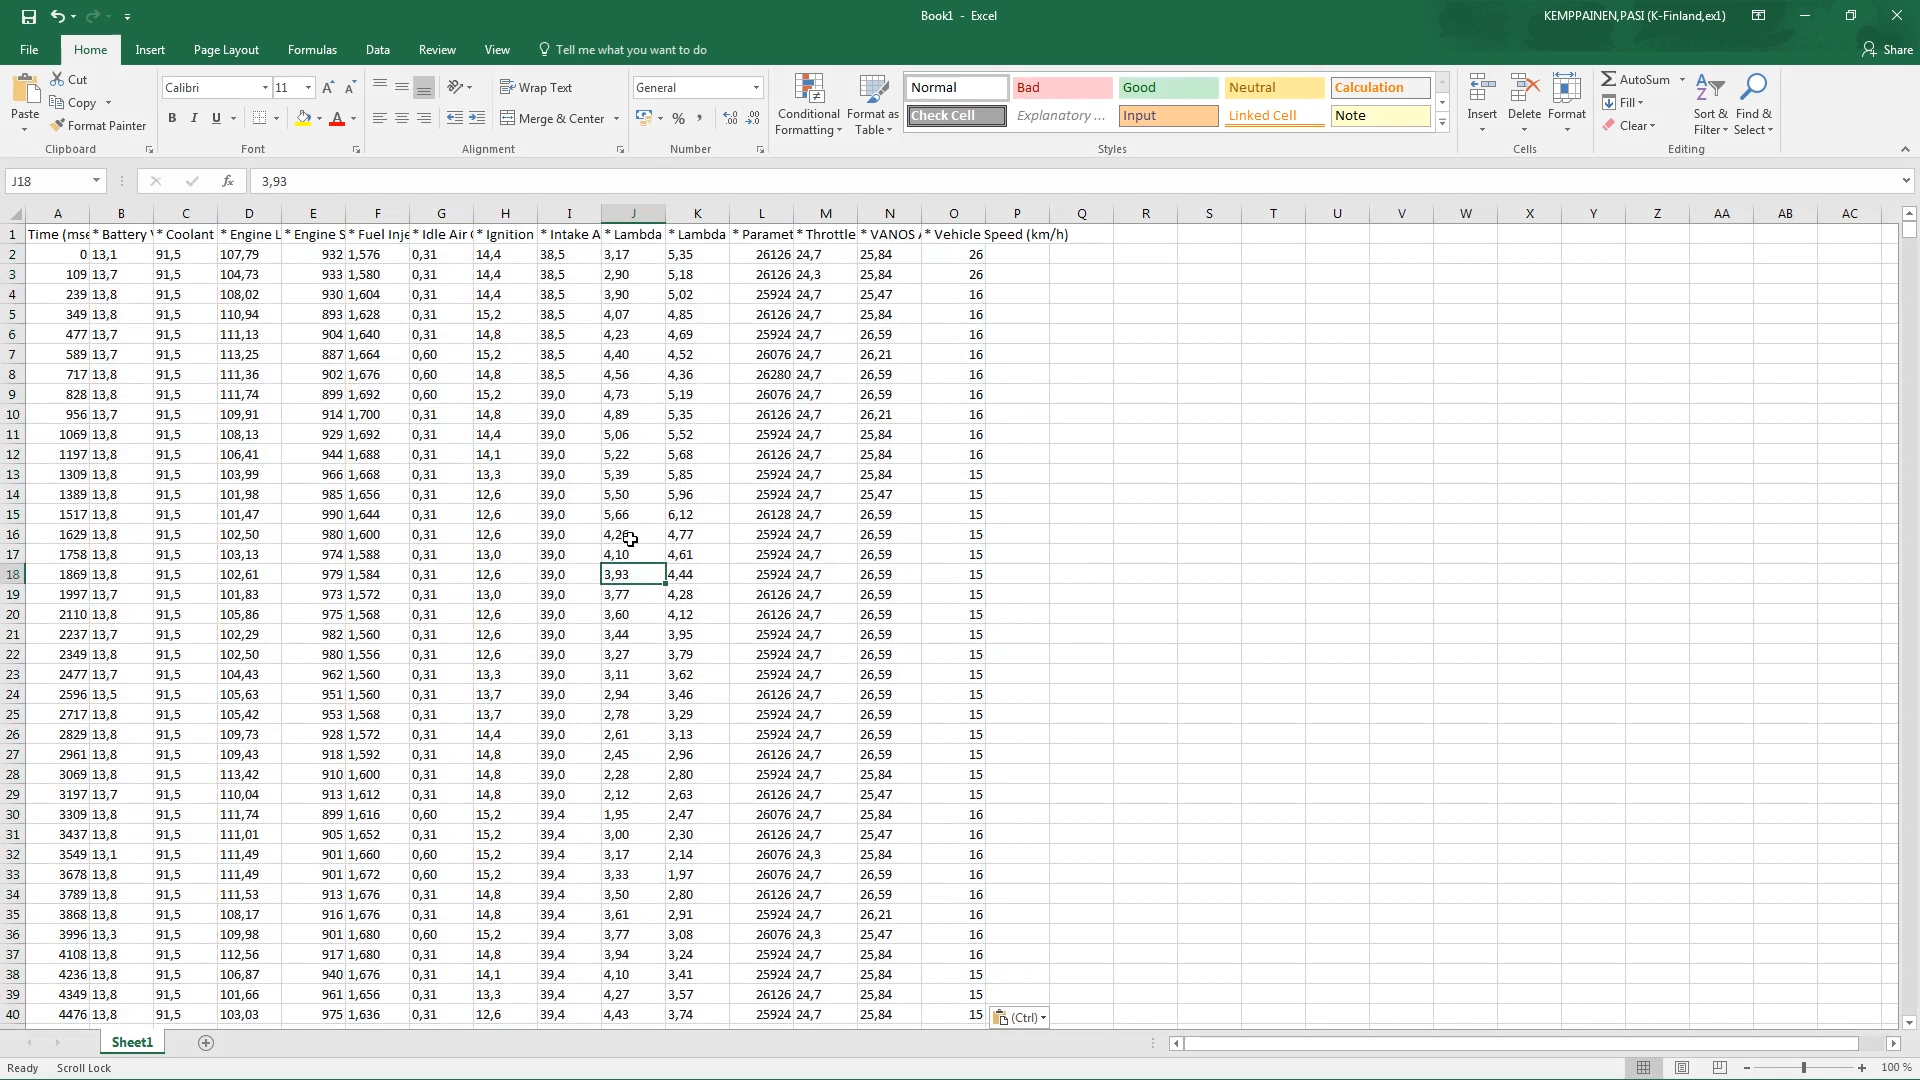 Book1 - Excel
KEMPPAINEN,PASI (K-Finland,ex1)
File Home Insert Page Layout Formulas Data Review View Tell me what you want to do Share
Paste Cut Copy Format Painter Clipboard
Calibri 11 A A B I U A Font
Wrap Text Merge & Center Alignment
General % , Number
Conditional Formatting Format as Table
Normal Bad Good Neutral Calculation
Check Cell Explanatory ... Input Linked Cell Note
Styles
Insert Delete Format Cells
AutoSum Fill Clear Sort & Filter Find & Select Editing
J18 fx 3,93
A B C D E F G H I J K L M N O P Q R S T U V W X Y Z AA AB AC
1 Time (mse * Battery V * Coolant * Engine L * Engine S * Fuel Inje * Idle Air C * Ignition * Intake A * Lambda * Lambda * Paramet * Throttle * VANOS A * Vehicle Speed (km/h)
2 0 13,1 91,5 107,79 932 1,576 0,31 14,4 38,5 3,17 5,35 26126 24,7 25,84 26
3 109 13,7 91,5 104,73 933 1,580 0,31 14,4 38,5 2,90 5,18 26126 24,3 25,84 26
4 239 13,8 91,5 108,02 930 1,604 0,31 14,4 38,5 3,90 5,02 25924 24,7 25,47 16
5 349 13,8 91,5 110,94 893 1,628 0,31 15,2 38,5 4,07 4,85 26126 24,7 25,84 16
6 477 13,7 91,5 111,13 904 1,640 0,31 14,8 38,5 4,23 4,69 25924 24,7 26,59 16
7 589 13,7 91,5 113,25 887 1,664 0,60 15,2 38,5 4,40 4,52 26076 24,7 26,21 16
8 717 13,8 91,5 111,36 902 1,676 0,60 14,8 38,5 4,56 4,36 26280 24,7 26,59 16
9 828 13,8 91,5 111,74 899 1,692 0,60 15,2 39,0 4,73 5,19 26076 24,7 26,59 16
10 956 13,7 91,5 109,91 914 1,700 0,31 14,8 39,0 4,89 5,35 26126 24,7 26,21 16
11 1069 13,8 91,5 108,13 929 1,692 0,31 14,4 39,0 5,06 5,52 25924 24,7 25,84 16
12 1197 13,8 91,5 106,41 944 1,688 0,31 14,1 39,0 5,22 5,68 25924 24,7 25,84 16
13 1309 13,8 91,5 103,99 966 1,668 0,31 13,3 39,0 5,39 5,85 25924 24,7 25,84 15
14 1389 13,8 91,5 101,98 985 1,656 0,31 12,6 39,0 5,50 5,96 25924 24,7 25,47 15
15 1517 13,8 91,5 101,47 990 1,644 0,31 12,6 39,0 5,66 6,12 26128 24,7 26,59 15
16 1629 13,8 91,5 102,50 980 1,600 0,31 12,6 39,0 4,77 25924 24,7 26,59 15
17 1758 13,8 91,5 103,13 974 1,588 0,31 13,0 39,0 4,10 4,61 25924 24,7 26,59 15
18 1869 13,8 91,5 102,61 979 1,584 0,31 12,6 39,0 3,93 4,44 25924 24,7 26,59 15
19 1997 13,7 91,5 101,83 973 1,572 0,31 13,0 39,0 3,77 4,28 26126 24,7 26,59 15
20 2110 13,8 91,5 105,86 975 1,568 0,31 12,6 39,0 3,60 4,12 26126 24,7 26,59 15
21 2237 13,7 91,5 102,29 982 1,560 0,31 12,6 39,0 3,44 3,95 25924 24,7 26,59 15
22 2349 13,8 91,5 102,50 980 1,556 0,31 12,6 39,0 3,27 3,79 25924 24,7 26,59 15
23 2477 13,7 91,5 104,43 962 1,560 0,31 13,3 39,0 3,11 3,62 25924 24,7 26,59 15
24 2596 13,5 91,5 105,63 951 1,560 0,31 13,7 39,0 2,94 3,46 26126 24,7 26,59 15
25 2717 13,8 91,5 105,42 953 1,568 0,31 13,7 39,0 2,78 3,29 25924 24,7 26,59 15
26 2829 13,8 91,5 109,73 928 1,572 0,31 14,4 39,0 2,61 3,13 25924 24,7 26,59 15
27 2961 13,8 91,5 109,43 918 1,592 0,31 14,8 39,0 2,45 2,96 26126 24,7 26,59 15
28 3069 13,8 91,5 113,42 910 1,600 0,31 14,8 39,0 2,28 2,80 25924 24,7 25,84 15
29 3197 13,7 91,5 110,04 913 1,612 0,31 14,8 39,0 2,12 2,63 26126 24,7 25,47 15
30 3309 13,8 91,5 111,74 899 1,616 0,60 15,2 39,4 1,95 2,47 26076 24,7 25,84 16
31 3437 13,8 91,5 111,01 905 1,652 0,31 15,2 39,4 3,00 2,30 26126 24,7 25,47 16
32 3549 13,1 91,5 111,49 901 1,660 0,60 15,2 39,4 3,17 2,14 26076 24,3 25,84 16
33 3678 13,8 91,5 111,49 901 1,672 0,60 15,2 39,4 3,33 1,97 26076 24,7 26,59 16
34 3789 13,8 91,5 111,53 913 1,676 0,31 14,8 39,4 3,50 2,80 26126 24,7 26,59 16
35 3868 13,8 91,5 108,17 916 1,676 0,31 14,8 39,4 3,61 2,91 25924 24,7 26,21 16
36 3996 13,3 91,5 109,98 901 1,680 0,60 15,2 39,4 3,77 3,08 26076 24,3 25,47 16
37 4108 13,8 91,5 112,56 917 1,680 0,31 14,8 39,4 3,94 3,24 25924 24,7 25,84 16
38 4236 13,8 91,5 106,87 940 1,676 0,31 14,1 39,4 4,10 3,41 25924 24,7 25,84 15
39 4349 13,8 91,5 101,66 961 1,656 0,31 13,3 39,4 4,27 3,57 26126 24,7 25,84 15
40 4476 13,8 91,5 103,03 975 1,636 0,31 12,6 39,4 4,43 3,74 25924 24,7 25,84 15
(Ctrl)
Sheet1
Ready Scroll Lock 100 %